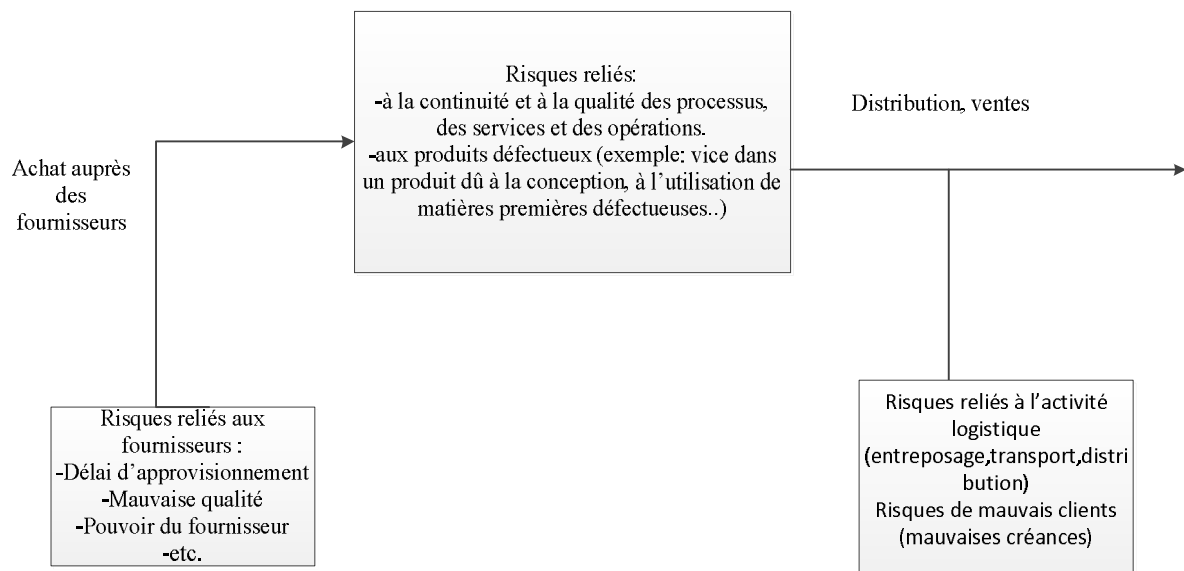 Achat auprès
des
fournisseurs
Risques reliés:
-à la continuité et à la qualité des processus,
des services et des opérations.
-aux produits défectueux (exemple: vice dans
un produit dû à la conception, à l’utilisation de
matières premières défectueuses..)
Distribution, ventes
Risques reliés aux
fournisseurs :
-Délai d’approvisionnement
-Mauvaise qualité
-Pouvoir du fournisseur
-etc.
Risques reliés à l’activité
logistique
(entreposage,transport,distri
bution)
Risques de mauvais clients
(mauvaises créances)